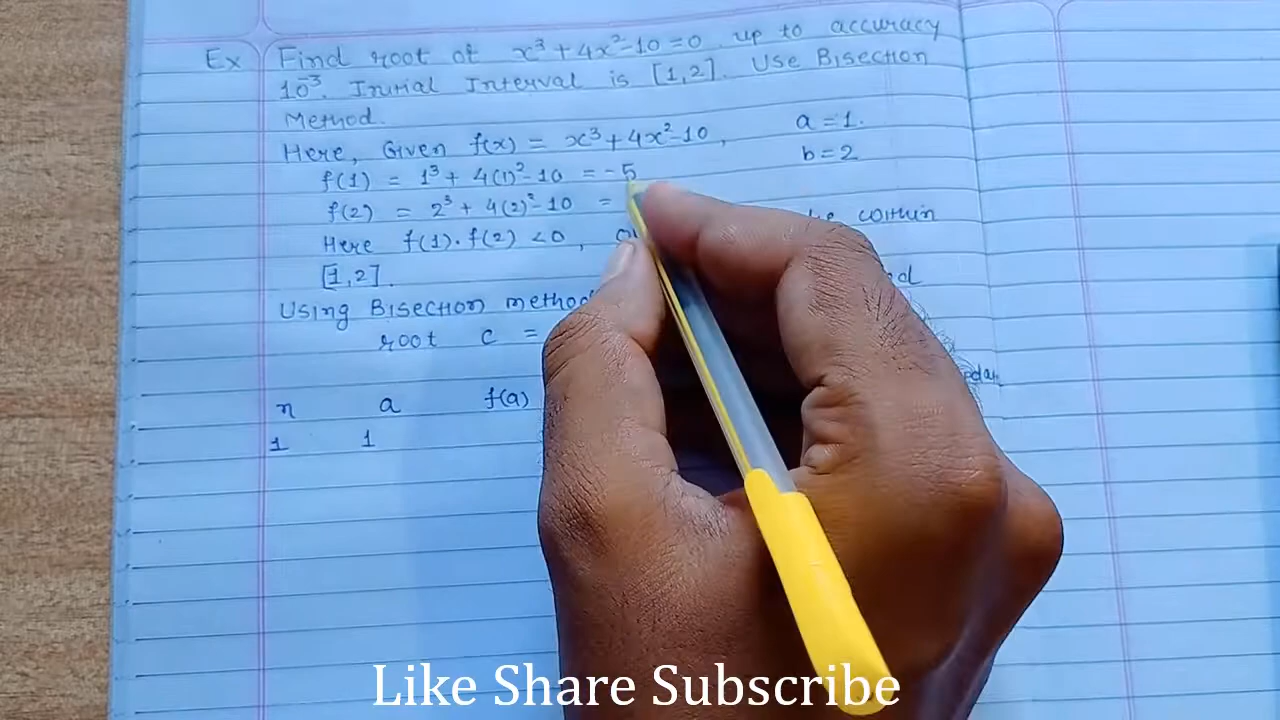 Ex Find root of x³+4x²-10=0 up to accuracy
10⁻³. Initial Interval is [1,2]. Use Bisection
Method.
Here, Given f(x) = x³+4x²-10, a=1.
b=2
f(1) = 1³+ 4(1)²-10 = -5
f(2) = 2³+ 4(2)²-10 =
Here f(1).f(2) <0, within
[1,2].
Using Bisection method
root c =
n a f(a)
1 1
Like Share Subscribe